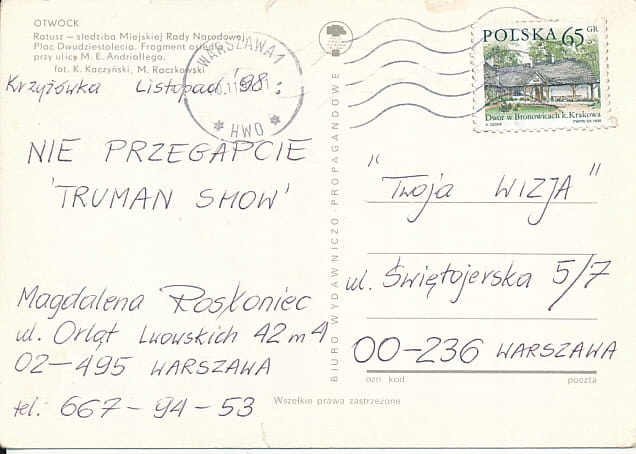 OTWOCK
Ratusz — siedziba Miejskiej Rady Narodowej
Plac Dwudziestolecia. Fragment osiedla
przy ulicy M. E. Andriollego.
fot. K. Kaczyński, M. Raczkowski
Krzyżówka Listopad '98:
NIE PRZEGAPCIE
'TRUMAN SHOW'
Magdalena Roskoniec
ul. Orląt Lwowskich 42 m 4
02-495 WARSZAWA
tel. 667-94-53
WARSZAWA 1
HWO
BIURO WYDAWNICZO-PROPAGANDOWE
POLSKA 65 GR
Dwór w Bronowicach k. Krakowa
"Twoja WIZJA"
ul. Świętojerska 5/7
00-236 WARSZAWA
ozn kod poczta
Wszelkie prawa zastrzeżone